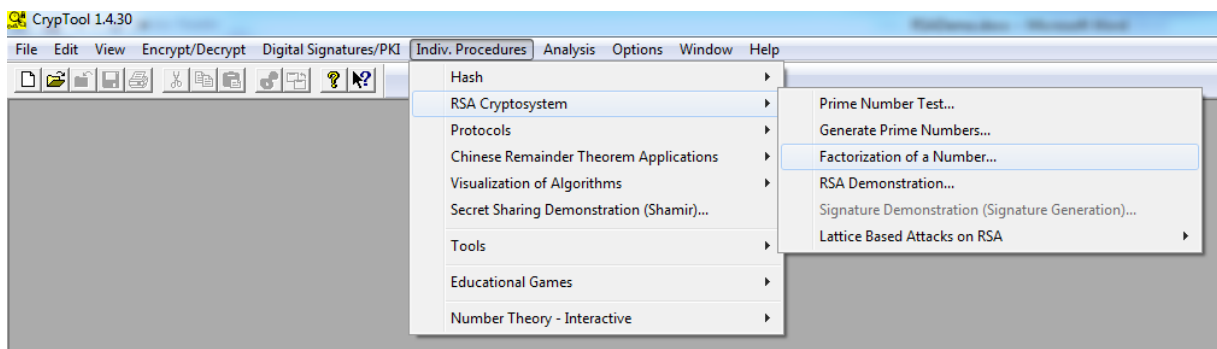 CrypTool 1.4.30
File Edit View Encrypt/Decrypt Digital Signatures/PKI Indiv. Procedures Analysis Options Window Help
Hash
RSA Cryptosystem
Protocols
Chinese Remainder Theorem Applications
Visualization of Algorithms
Secret Sharing Demonstration (Shamir)...
Tools
Educational Games
Number Theory - Interactive
Prime Number Test...
Generate Prime Numbers...
Factorization of a Number...
RSA Demonstration...
Signature Demonstration (Signature Generation)...
Lattice Based Attacks on RSA